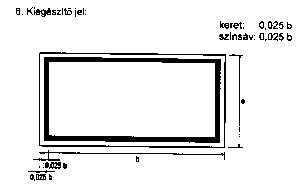 6. Kiegészítő jel:
keret: 0,025 b
színsáv: 0,025 b
a
b
0,025 b
0,025 b